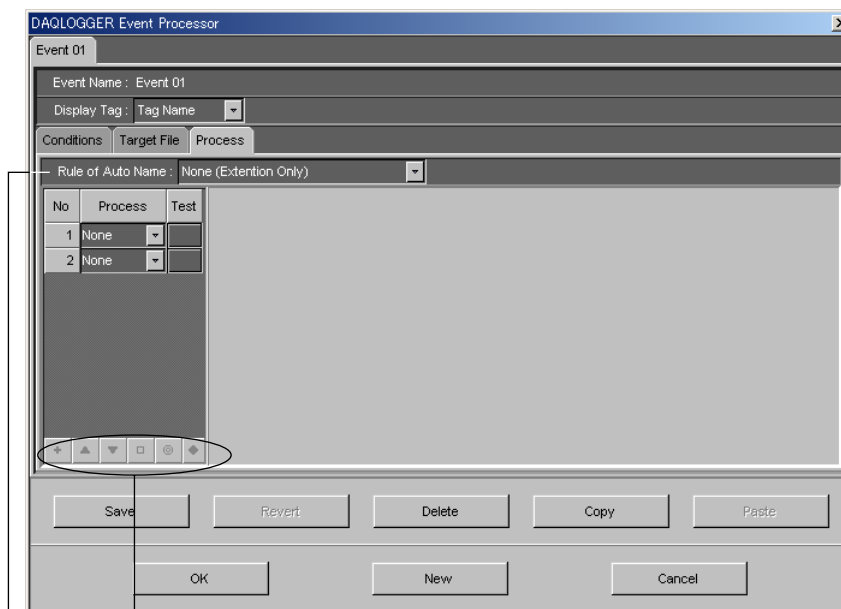 DAQLOGGER Event Processor
Event 01
Event Name : Event 01
Display Tag : Tag Name
Conditions Target File Process
Rule of Auto Name : None (Extention Only)
No Process Test
1 None
2 None
Save Revert Delete Copy Paste
OK New Cancel